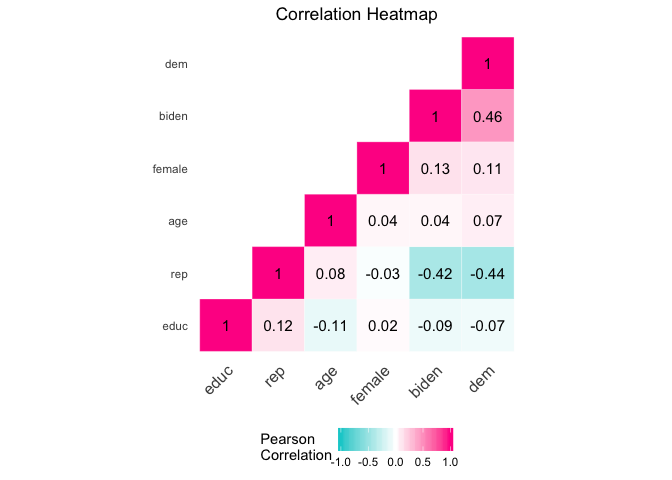 Correlation Heatmap
dem
1
biden
1 0.46
female
1 0.13 0.11
age
1 0.04 0.04 0.07
rep
1 0.08 -0.03 -0.42 -0.44
educ
1 0.12 -0.11 0.02 -0.09 -0.07
educ rep age female biden dem
Pearson
Correlation
-1.0 -0.5 0.0 0.5 1.0